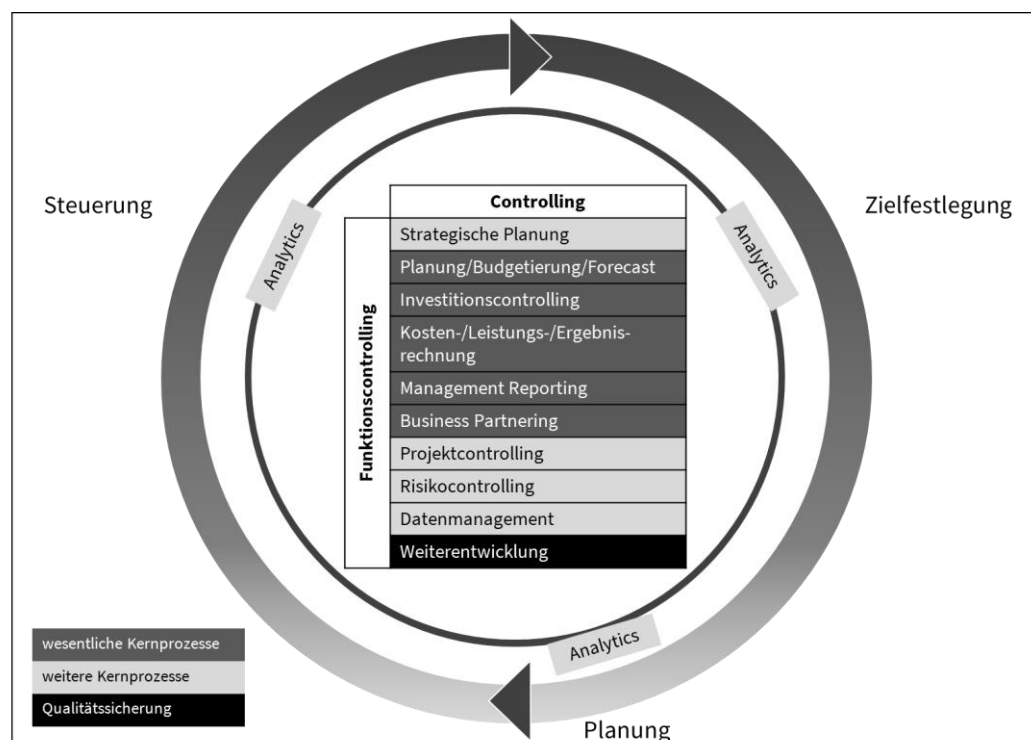 Steuerung
Zielfestlegung
Analytics
Analytics
Controlling
Funktionscontrolling
Strategische Planung
Planung/Budgetierung/Forecast
Investitionscontrolling
Kosten-/Leistungs-/Ergebnis-
rechnung
Management Reporting
Business Partnering
Projektcontrolling
Risikocontrolling
Datenmanagement
Weiterentwicklung
Analytics
wesentliche Kernprozesse
weitere Kernprozesse
Qualitätssicherung
Planung